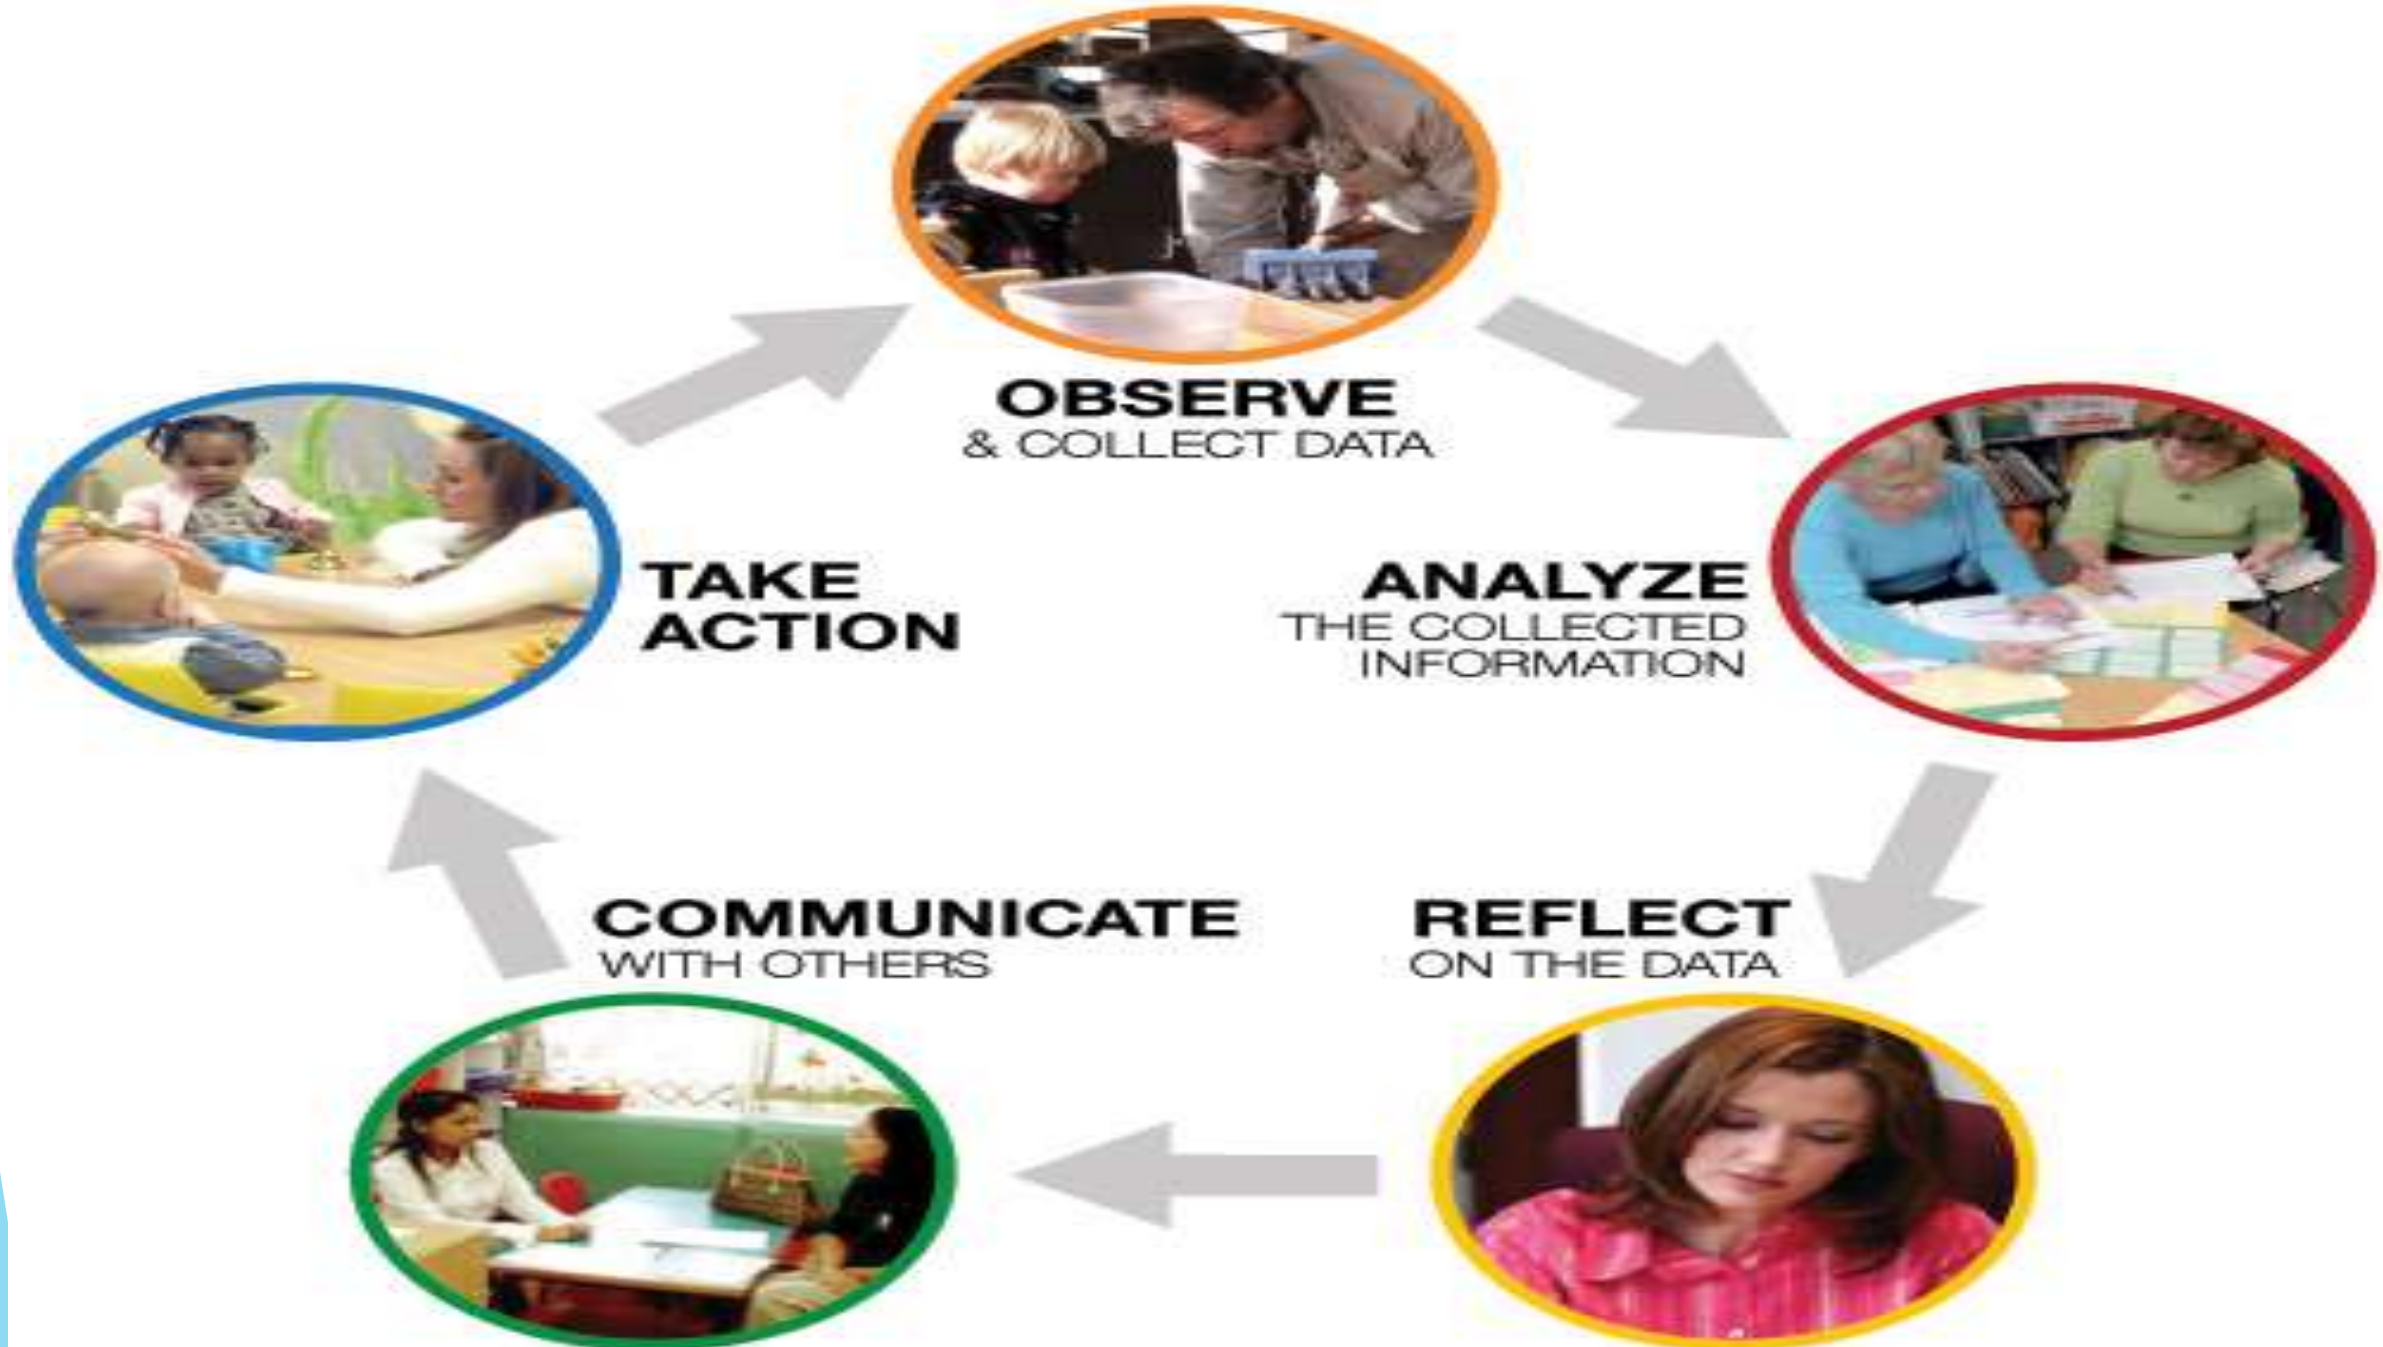 OBSERVE
& COLLECT DATA
ANALYZE
THE COLLECTED
INFORMATION
REFLECT
ON THE DATA
COMMUNICATE
WITH OTHERS
TAKE
ACTION